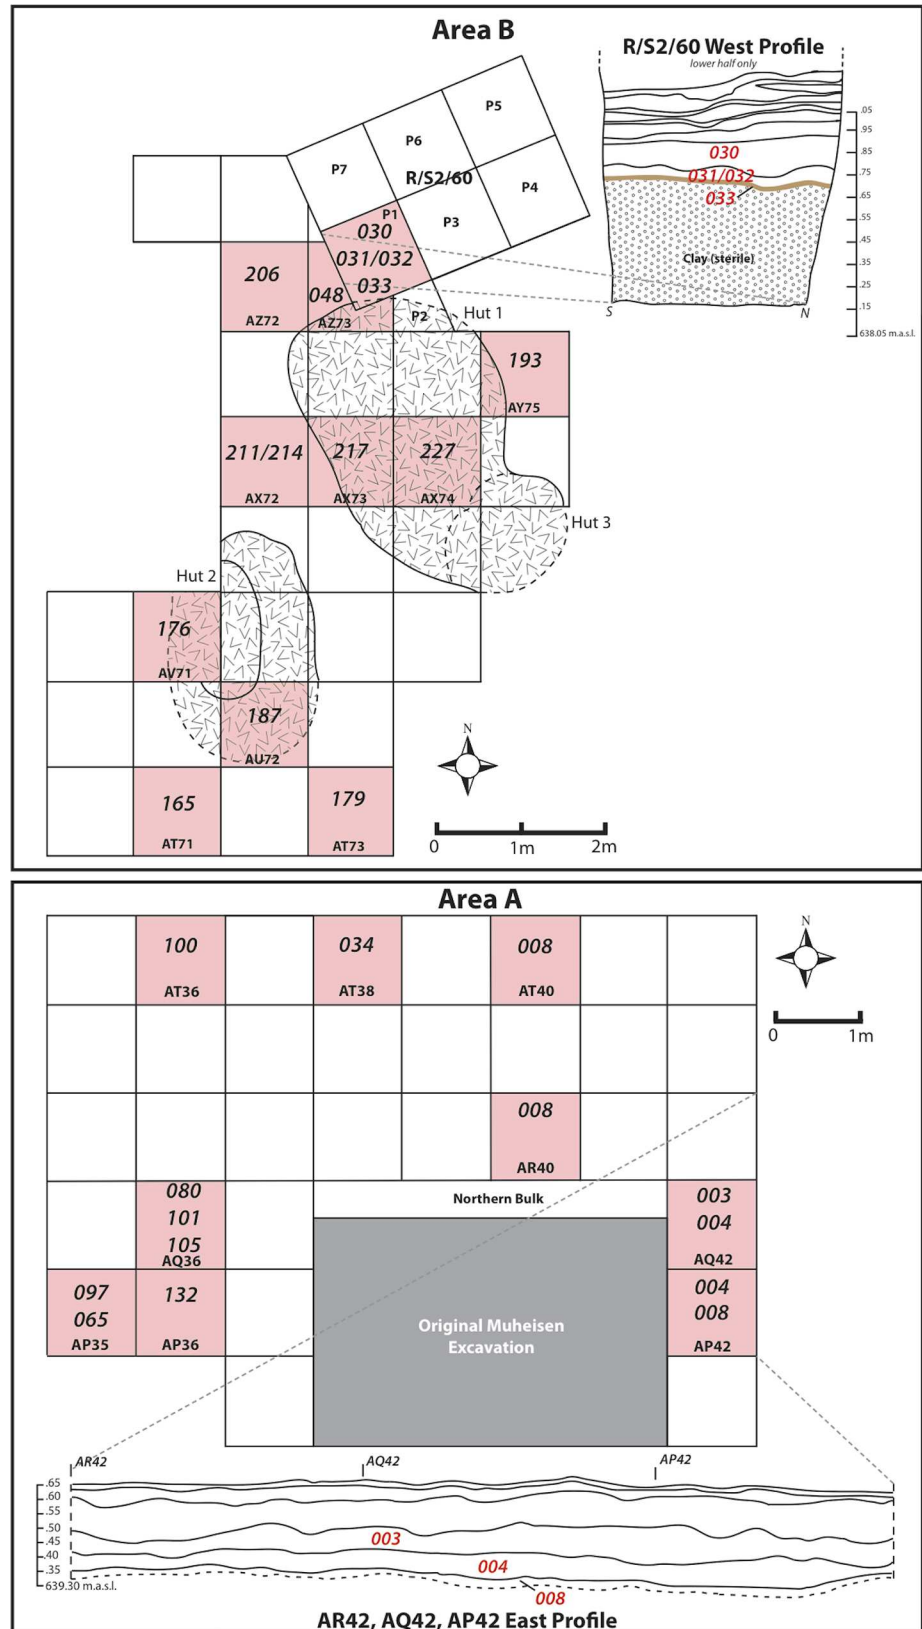 Area B
R/S2/60 West Profile
lower half only
P5
P6
P7
R/S2/60
P4
P1
P3
030
031/032
033
206
048
AZ72
AZ73
P2
Hut 1
193
AY75
211/214
217
227
AX72
AX73
AX74
Hut 3
Hut 2
176
AV71
187
AU72
165
179
AT71
AT73
N
0 1m 2m
.05
.95
.85
.75
.65
.55
.45
.35
.25
.15
638.05 m.a.s.l.
030
031/032
033
Clay (sterile)
S N
Area A
100
034
008
AT36
AT38
AT40
N
0 1m
008
AR40
080
101
105
AQ36
Northern Bulk
003
004
AQ42
097
065
AP35
132
AP36
Original Muheisen
Excavation
004
008
AP42
AR42 AQ42 AP42
.65
.60
.55
.50
.45
.40
.35
639.30 m.a.s.l.
003
004
008
AR42, AQ42, AP42 East Profile